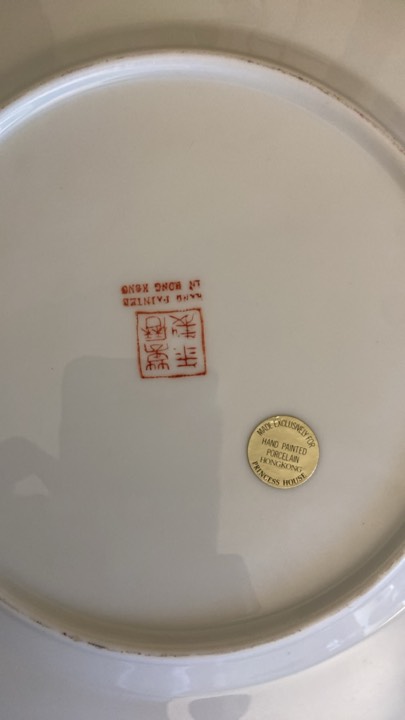 HAND PAINTED
IN HONG KONG
MADE EXCLUSIVELY FOR
HAND PAINTED
PORCELAIN
HONGKONG
PRINCESS HOUSE